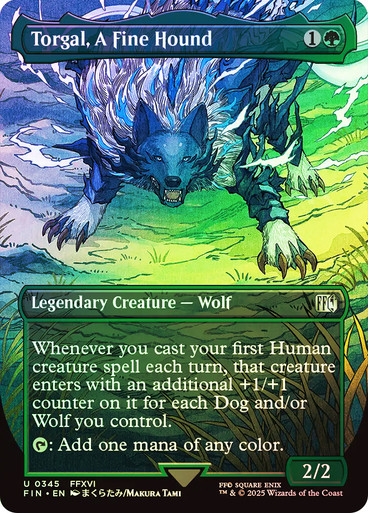 Torgal, A Fine Hound 1
Legendary Creature — Wolf
Whenever you cast your first Human
creature spell each turn, that creature
enters with an additional +1/+1
counter on it for each Dog and/or
Wolf you control.
: Add one mana of any color.
2/2
U 0345 FFXVI
FIN • EN まくらたみ/Makura Tami
FF© SQUARE ENIX
™ & © 2025 Wizards of the Coast